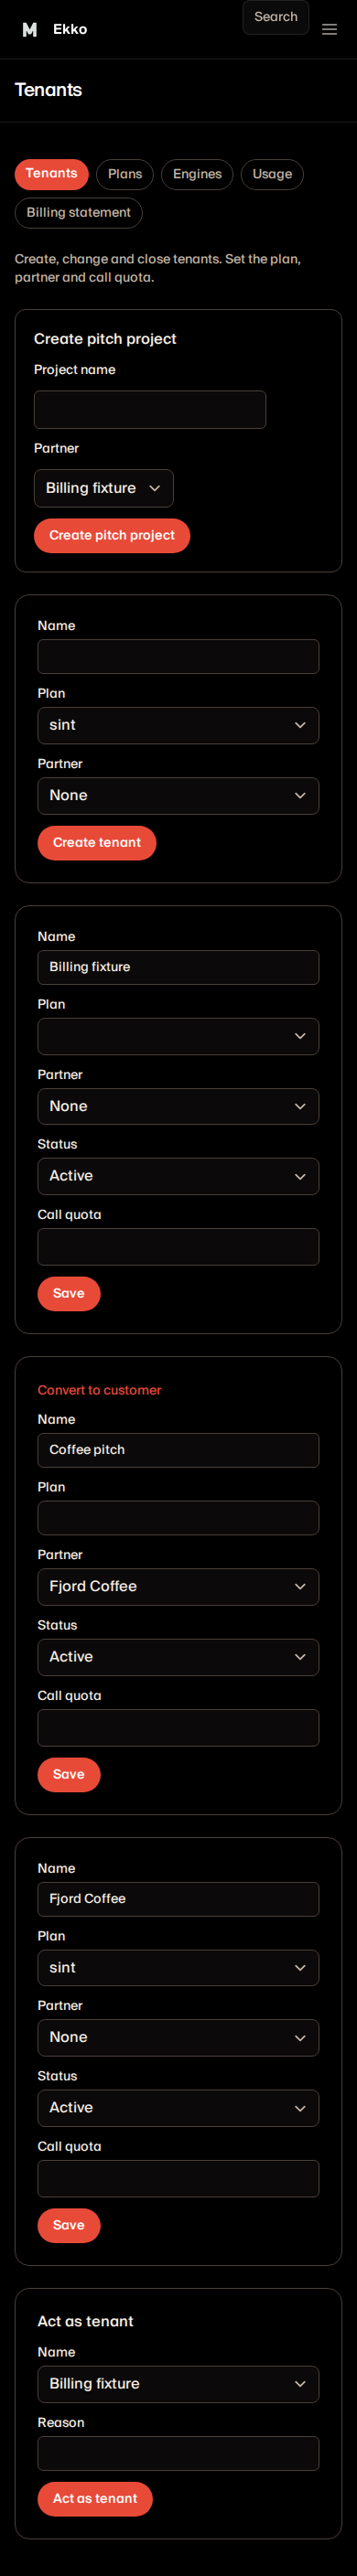 Ekko
Search
Tenants
Tenants
Plans
Engines
Usage
Billing statement
Create, change and close tenants. Set the plan,
partner and call quota.
Create pitch project
Project name
Partner
Billing fixture
Create pitch project
Name
Plan
sint
Partner
None
Create tenant
Name
Billing fixture
Plan
Partner
None
Status
Active
Call quota
Save
Convert to customer
Name
Coffee pitch
Plan
Partner
Fjord Coffee
Status
Active
Call quota
Save
Name
Fjord Coffee
Plan
sint
Partner
None
Status
Active
Call quota
Save
Act as tenant
Name
Billing fixture
Reason
Act as tenant